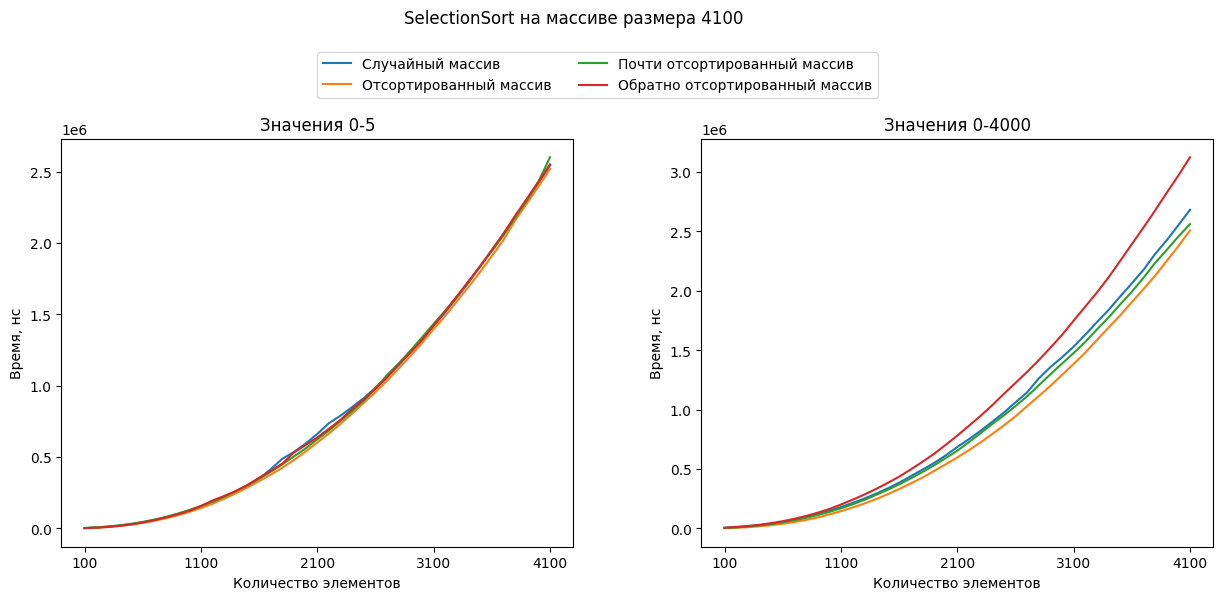 SelectionSort на массиве размера 4100
Случайный массив
Отсортированный массив
Почти отсортированный массив
Обратно отсортированный массив
Значения 0-5
1e6
2.5
2.0
1.5
1.0
0.5
0.0
Время, нс
100 1100 2100 3100 4100
Количество элементов
Значения 0-4000
1e6
3.0
2.5
2.0
1.5
1.0
0.5
0.0
Время, нс
100 1100 2100 3100 4100
Количество элементов